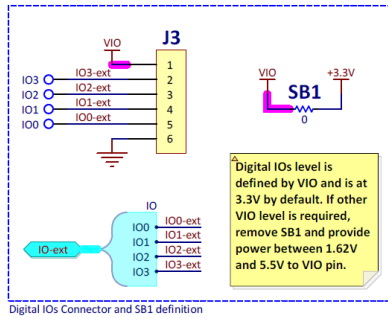 J3
VIO
1
IO3 IO3-ext 2
IO2 IO2-ext 3
IO1 IO1-ext 4
IO0 IO0-ext 5
6
VIO +3.3V
SB1
0
IO
IO0 IO0-ext
IO1 IO1-ext
IO2 IO2-ext
IO3 IO3-ext
IO-ext
Digital IOs level is
defined by VIO and is at
3.3V by default. If other
VIO level is required,
remove SB1 and provide
power between 1.62V
and 5.5V to VIO pin.
Digital IOs Connector and SB1 definition